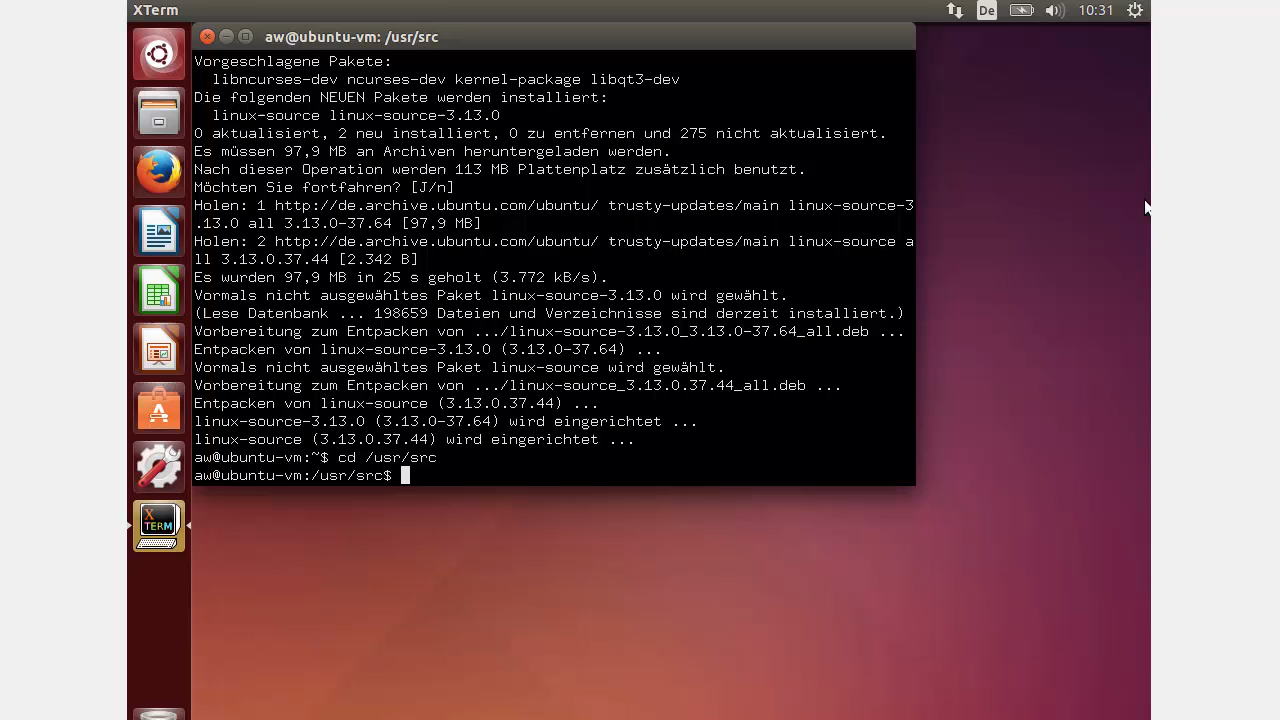 XTerm
De
10:31
aw@ubuntu-vm: /usr/src
Vorgeschlagene Pakete:
libncurses-dev ncurses-dev kernel-package libqt3-dev
Die folgenden NEUEN Pakete werden installiert:
linux-source linux-source-3.13.0
0 aktualisiert, 2 neu installiert, 0 zu entfernen und 275 nicht aktualisiert.
Es müssen 97,9 MB an Archiven heruntergeladen werden.
Nach dieser Operation werden 113 MB Plattenplatz zusätzlich benutzt.
Möchten Sie fortfahren? [J/n]
Holen: 1 http://de.archive.ubuntu.com/ubuntu/ trusty-updates/main linux-source-3
.13.0 all 3.13.0-37.64 [97,9 MB]
Holen: 2 http://de.archive.ubuntu.com/ubuntu/ trusty-updates/main linux-source a
ll 3.13.0.37.44 [2.342 B]
Es wurden 97,9 MB in 25 s geholt (3.772 kB/s).
Vormals nicht ausgewähltes Paket linux-source-3.13.0 wird gewählt.
(Lese Datenbank ... 198659 Dateien und Verzeichnisse sind derzeit installiert.)
Vorbereitung zum Entpacken von .../linux-source-3.13.0_3.13.0-37.64_all.deb ...
Entpacken von linux-source-3.13.0 (3.13.0-37.64) ...
Vormals nicht ausgewähltes Paket linux-source wird gewählt.
Vorbereitung zum Entpacken von .../linux-source_3.13.0.37.44_all.deb ...
Entpacken von linux-source (3.13.0.37.44) ...
linux-source-3.13.0 (3.13.0-37.64) wird eingerichtet ...
linux-source (3.13.0.37.44) wird eingerichtet ...
aw@ubuntu-vm:~$ cd /usr/src
aw@ubuntu-vm:/usr/src$
X
TERM